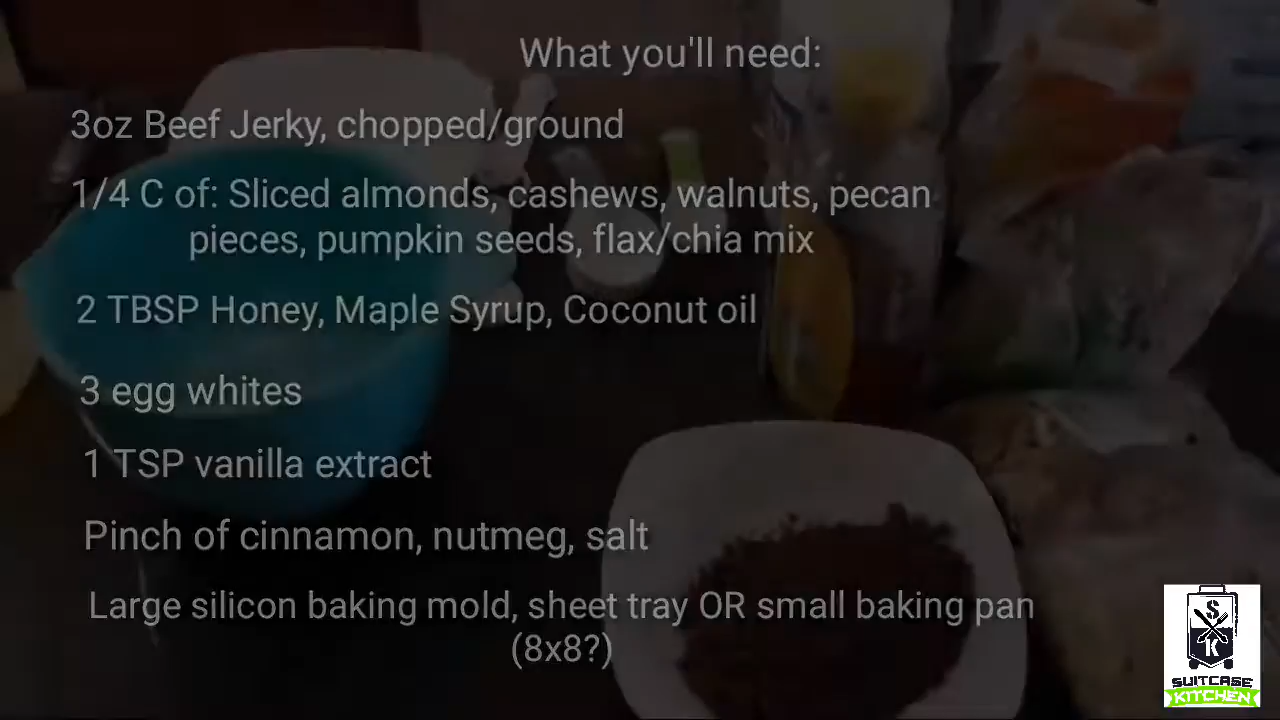 What you'll need:
3oz Beef Jerky, chopped/ground
1/4 C of: Sliced almonds, cashews, walnuts, pecan
pieces, pumpkin seeds, flax/chia mix
2 TBSP Honey, Maple Syrup, Coconut oil
3 egg whites
1 TSP vanilla extract
Pinch of cinnamon, nutmeg, salt
Large silicon baking mold, sheet tray OR small baking pan
(8x8?)
S
K
SUITCASE
KITCHEN